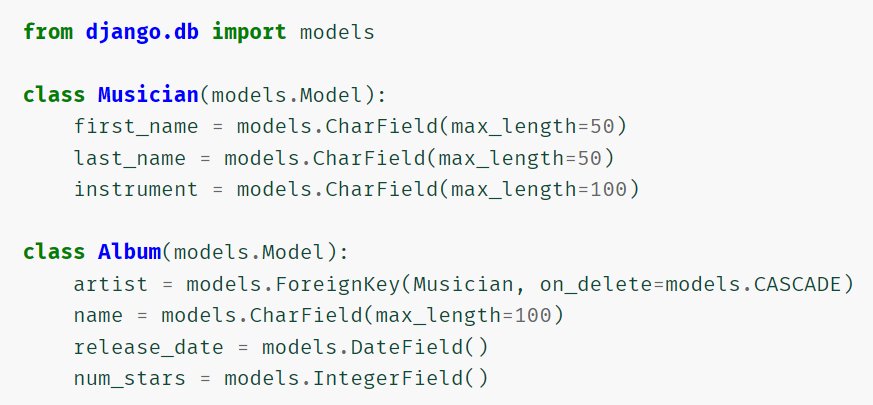 from django.db import models

class Musician(models.Model):
    first_name = models.CharField(max_length=50)
    last_name = models.CharField(max_length=50)
    instrument = models.CharField(max_length=100)

class Album(models.Model):
    artist = models.ForeignKey(Musician, on_delete=models.CASCADE)
    name = models.CharField(max_length=100)
    release_date = models.DateField()
    num_stars = models.IntegerField()